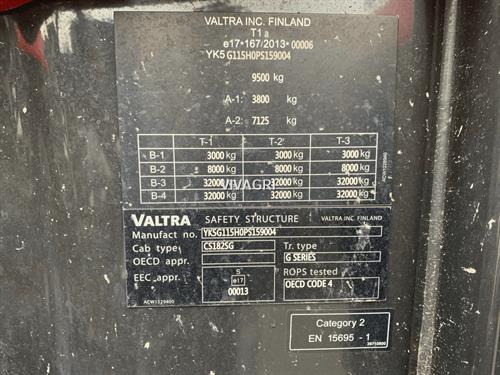 VALTRA INC. FINLAND
T1a
e17*167/2013*00006
YK5G115H0PS159004
9500 kg
A-1: 3800 kg
A-2: 7125 kg
T-1 T-2 T-3
B-1 3000 kg 3000 kg 3000 kg
B-2 8000 kg 8000 kg 8000 kg
B-3 32000 kg 32000 kg 32000 kg
B-4 32000 kg 32000 kg 32000 kg
VIVAGRI
VALTRA SAFETY STRUCTURE VALTRA INC. FINLAND
Manufact no. YK5G115H0PS159004
Cab type CS182SG Tr. type
OECD appr. G SERIES
EEC appr. S ROPS tested
e17 OECD CODE 4
00013
ACW1529400
Category 2
EN 15695 -1